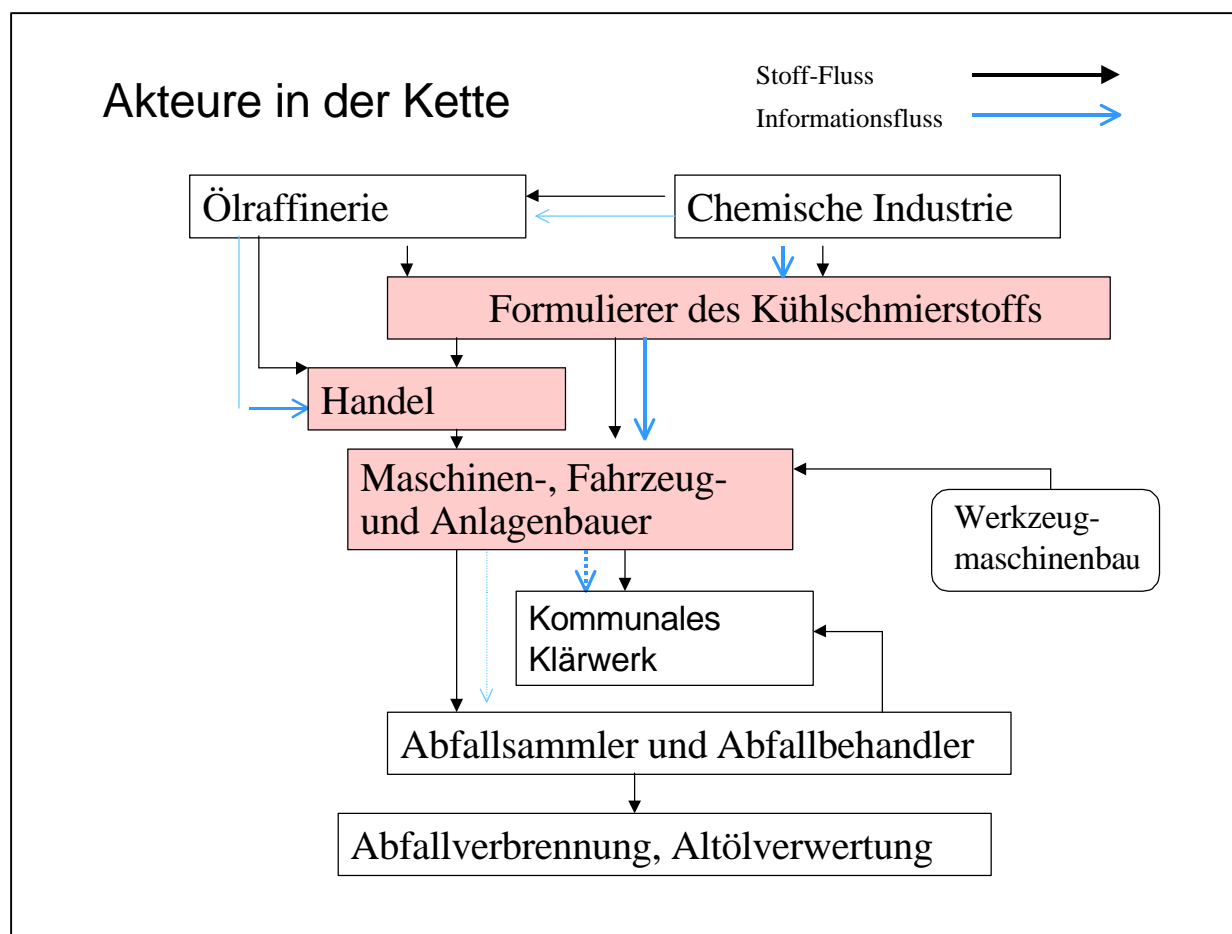 Akteure in der Kette
Stoff-Fluss
Informationsfluss
Ölraffinerie
Chemische Industrie
Formulierer des Kühlschmierstoffs
Handel
Maschinen-, Fahrzeug-
und Anlagenbauer
Werkzeug-
maschinenbau
Kommunales
Klärwerk
Abfallsammler und Abfallbehandler
Abfallverbrennung, Altölverwertung